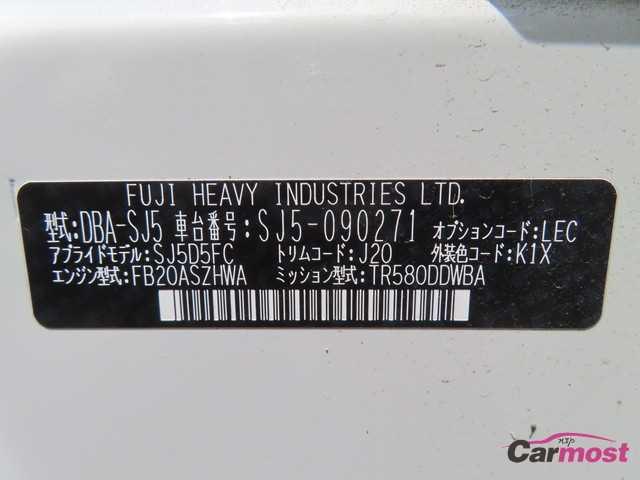 FUJI HEAVY INDUSTRIES LTD.
型式:DBA-SJ5 車台番号:SJ5-090271 オプションコード:LEC
アプライドモデル:SJ5D5FC トリムコード:J20 外装色コード:K1X
エンジン型式:FB20ASZHWA ミッション型式:TR580DDWBA
nxp
Carmost